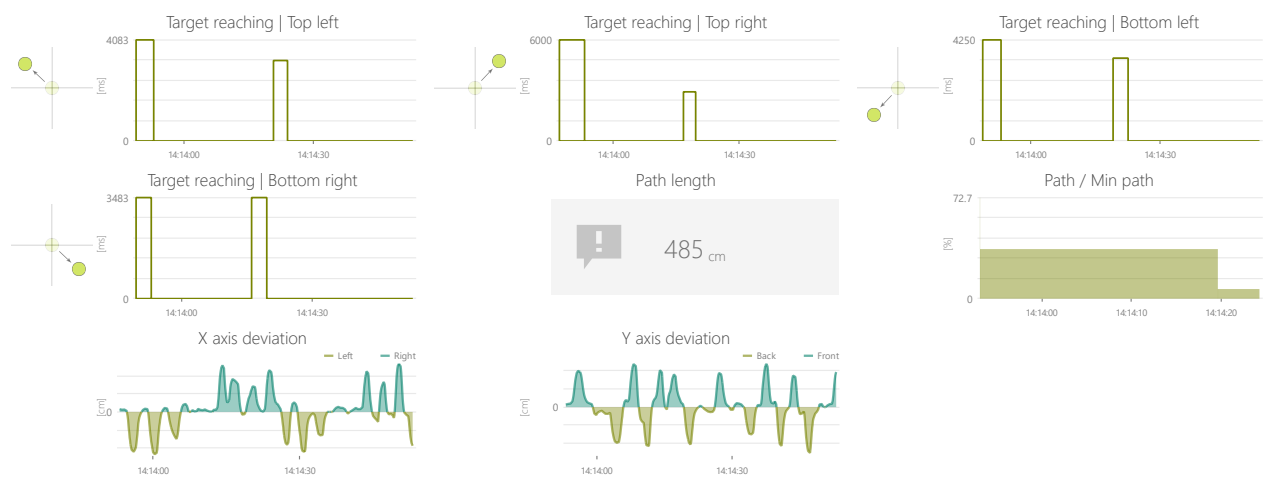 Target reaching | Top left
4083
[ms]
0
14:14:00
14:14:30
Target reaching | Top right
6000
[ms]
0
14:14:00
14:14:30
Target reaching | Bottom left
4250
[ms]
0
14:14:00
14:14:30
Target reaching | Bottom right
3483
[ms]
0
14:14:00
14:14:30
Path length
485 cm
Path / Min path
72.7
[%]
0
14:14:00
14:14:10
14:14:20
X axis deviation
Left
Right
[cm]
0
14:14:00
14:14:30
Y axis deviation
Back
Front
[cm]
0
14:14:00
14:14:30